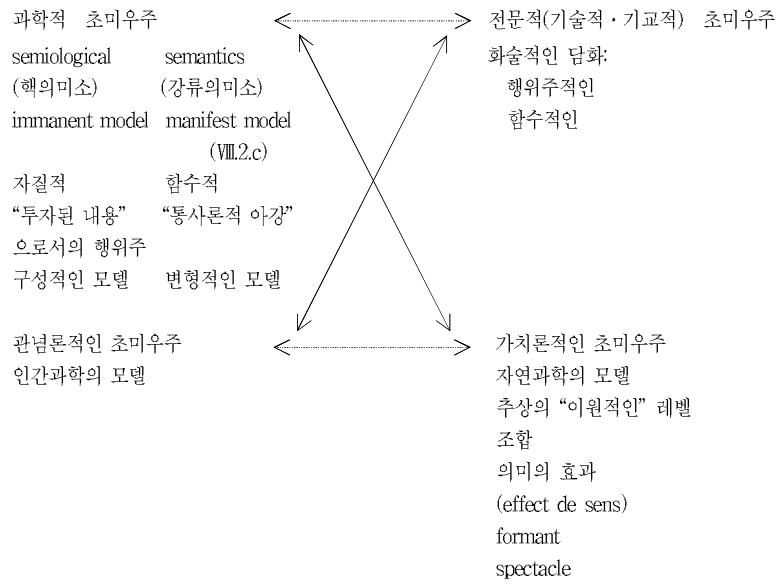 과학적 초미우주
semiological semantics
(핵의미소) (강류의미소)
immanent model manifest model
(Ⅷ.2.c)
자질적 함수적
“투자된 내용” “통사론적 아강”
으로서의 행위주
구성적인 모델 변형적인 모델
전문적(기술적·기교적) 초미우주
화술적인 담화:
행위주적인
함수적인
관념론적인 초미우주
인간과학의 모델
가치론적인 초미우주
자연과학의 모델
추상의 “이원적인” 레벨
조합
의미의 효과
(effect de sens)
formant
spectacle